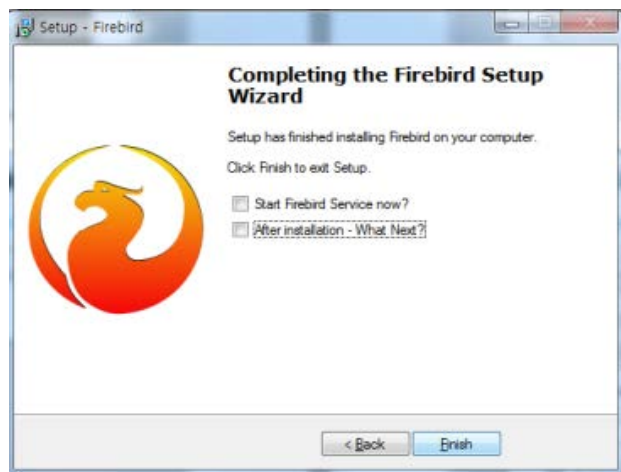 Setup - Firebird
Completing the Firebird Setup
Wizard
Setup has finished installing Firebird on your computer.
Click Finish to exit Setup.
Start Firebird Service now?
After installation - What Next?
< Back
Finish